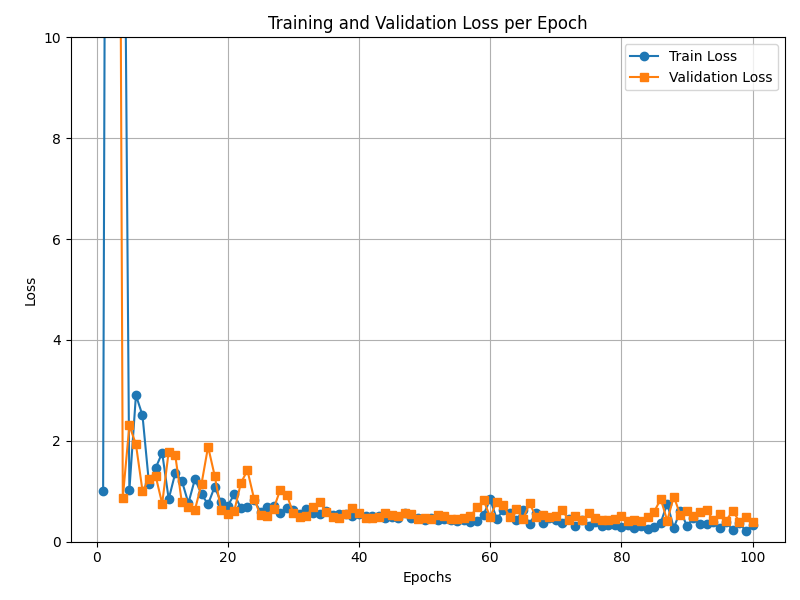 Training and Validation Loss per Epoch
Train Loss
Validation Loss
10
8
6
4
2
0
Loss
0 20 40 60 80 100
Epochs